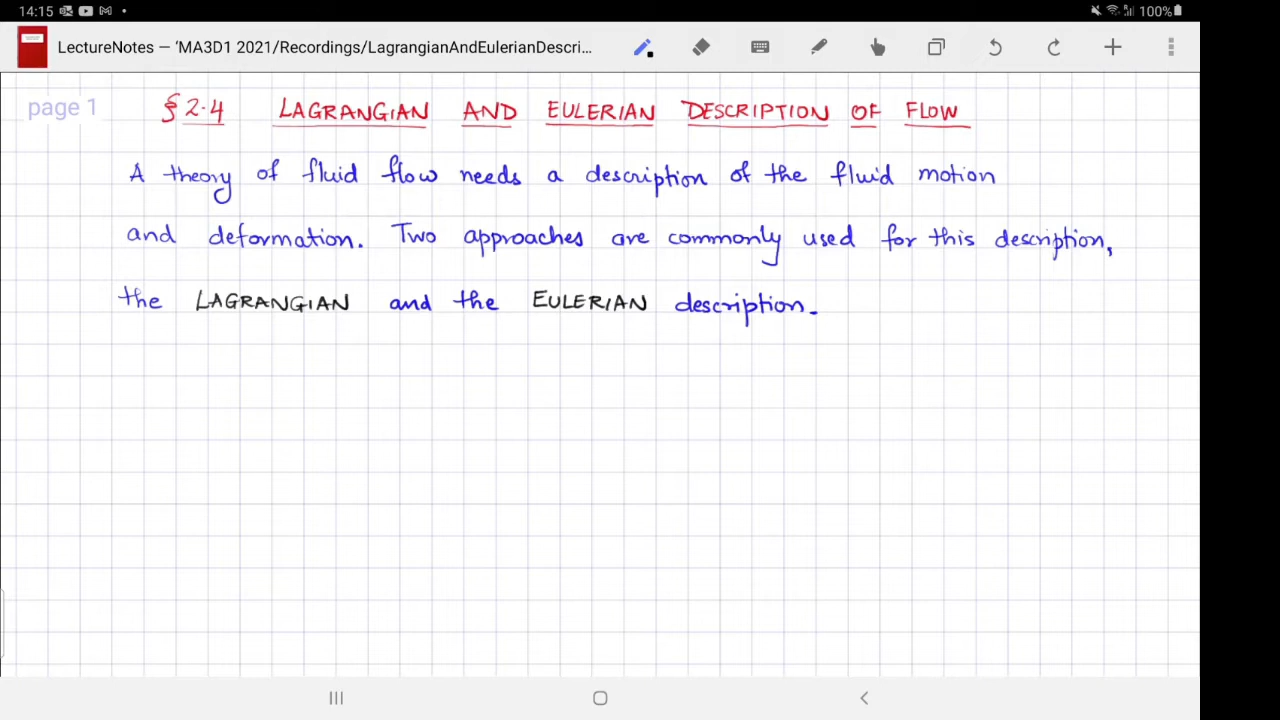 14:15
100%
LectureNotes — ‘MA3D1 2021/Recordings/LagrangianAndEulerianDescri...
page 1
§ 2.4 LAGRANGIAN AND EULERIAN DESCRIPTION OF FLOW
A theory of fluid flow needs a description of the fluid motion
and deformation. Two approaches are commonly used for this description,
the LAGRANGIAN and the EULERIAN description.